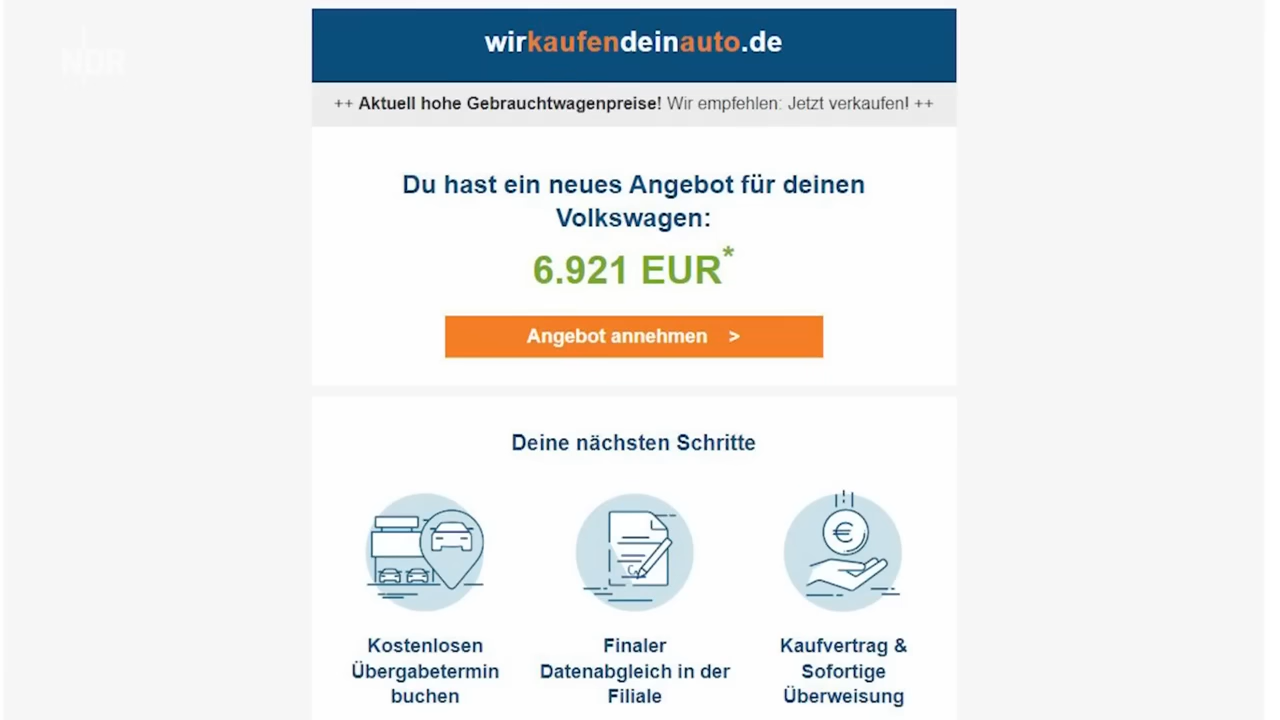 NDR
wirkaufendeinauto.de
++ Aktuell hohe Gebrauchtwagenpreise! Wir empfehlen: Jetzt verkaufen! ++
Du hast ein neues Angebot für deinen
Volkswagen:
6.921 EUR*
Angebot annehmen >
Deine nächsten Schritte
Kostenlosen
Übergabetermin
buchen
Finaler
Datenabgleich in der
Filiale
Kaufvertrag &
Sofortige
Überweisung